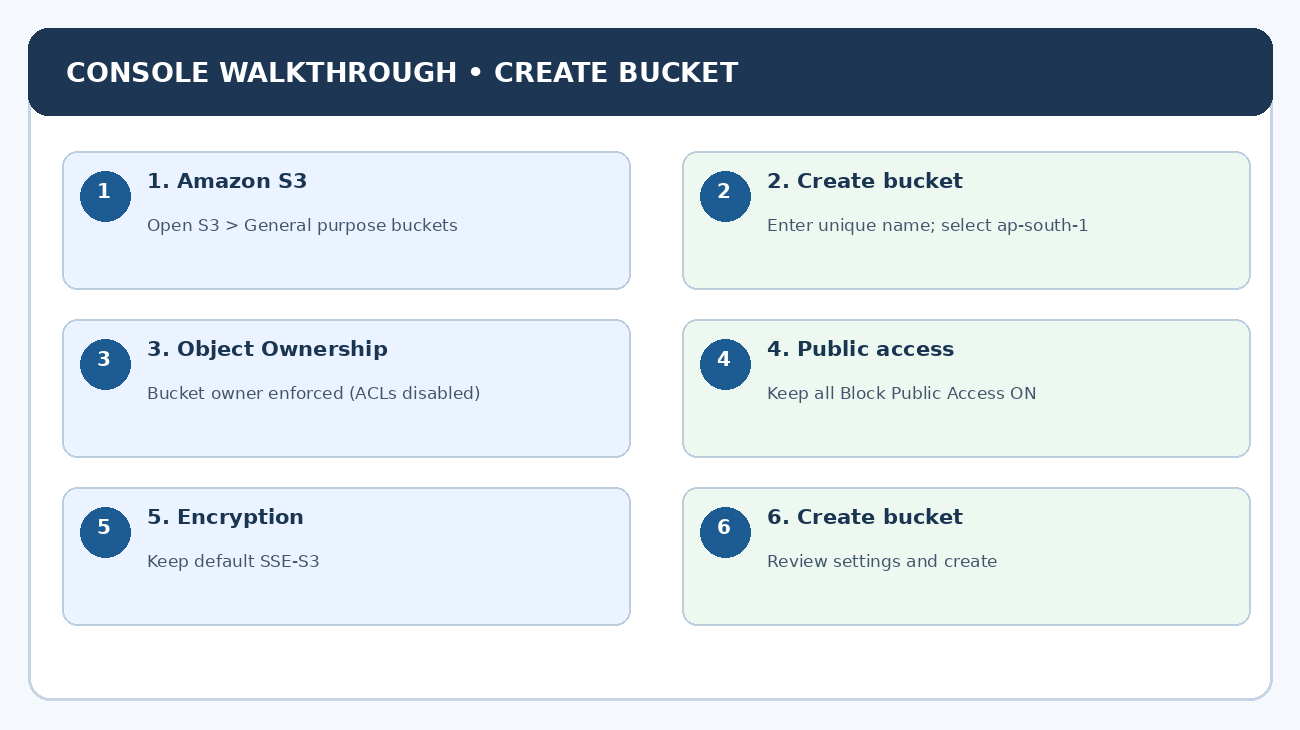 CONSOLE WALKTHROUGH • CREATE BUCKET
1
1. Amazon S3
Open S3 > General purpose buckets
2
2. Create bucket
Enter unique name; select ap-south-1
3
3. Object Ownership
Bucket owner enforced (ACLs disabled)
4
4. Public access
Keep all Block Public Access ON
5
5. Encryption
Keep default SSE-S3
6
6. Create bucket
Review settings and create